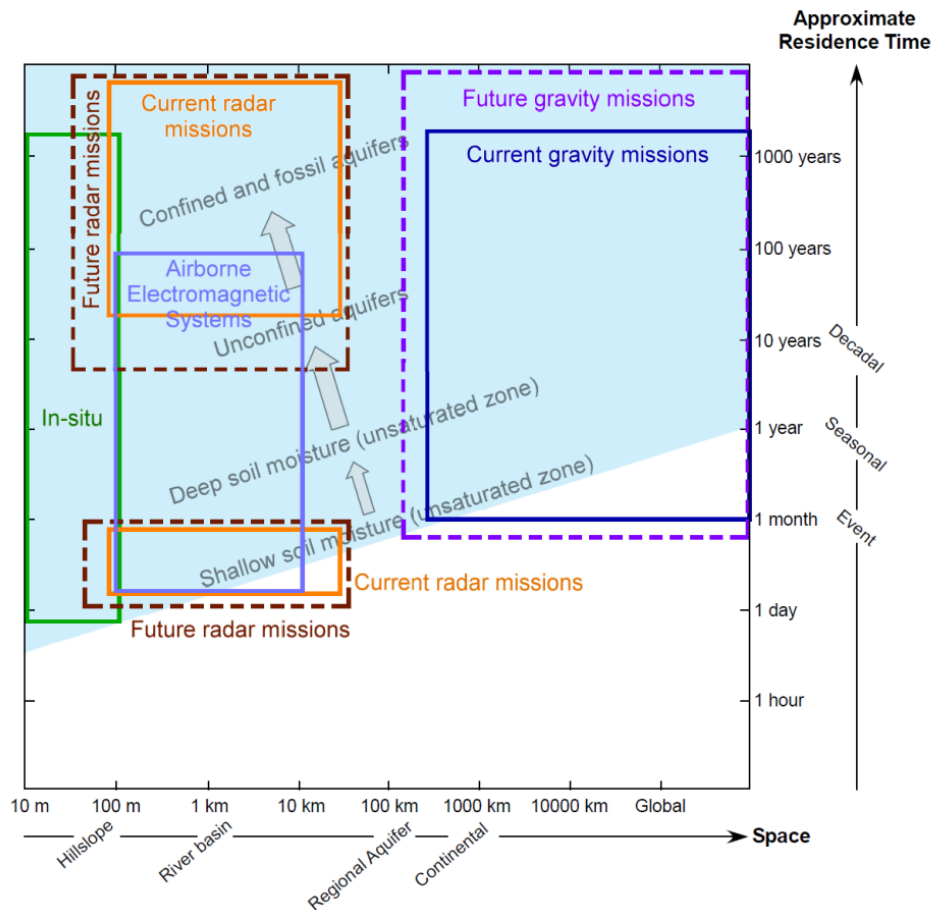 Approximate
Residence Time
Future gravity missions
Current radar
missions
Future radar missions
Current gravity missions
1000 years
Confined and fossil aquifers
100 years
Airborne
Electromagnetic
Systems
Unconfined aquifers
10 years
Decadal
In-situ
1 year
Seasonal
Deep soil moisture (unsaturated zone)
1 month
Event
Shallow soil moisture (unsaturated zone)
Current radar missions
1 day
Future radar missions
1 hour
10 m 100 m 1 km 10 km 100 km 1000 km 10000 km Global
Hillslope River basin Regional Aquifer Continental Space